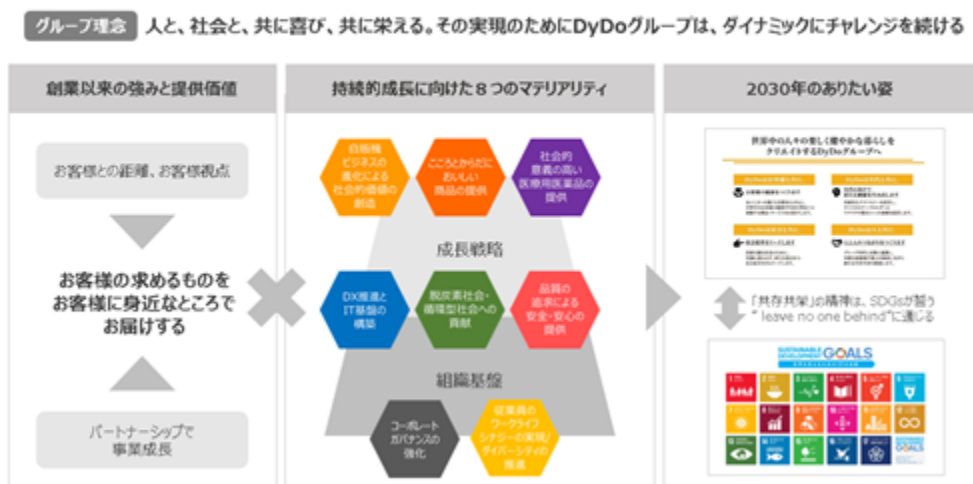 グループ理念 人と、社会と、共に喜び、共に栄える。その実現のためにDyDoグループは、ダイナミックにチャレンジを続ける
創業以来の強みと提供価値
お客様との距離、お客様視点
お客様の求めるものを
お客様に身近なところで
お届けする
パートナーシップで
事業成長
持続的成長に向けた8つのマテリアリティ
自販機
ビジネスの
進化による
社会的価値の
創造
こころとからだに
おいしい
商品の提供
社会的
意義の高い
医療用医薬品の
提供
成長戦略
DX推進と
IT基盤の
構築
脱炭素社会・
循環型社会への
貢献
品質の
追求による
安全・安心の
提供
組織基盤
コーポレート
ガバナンスの
強化
従業員の
ワークライフ
シナジーの実現/
ダイバーシティの
推進
2030年のありたい姿
世界中の人々の楽しく健やかな暮らしを
クリエイトするDyDoグループへ
「共存共栄」の精神は、SDGsが誓う
“ leave no one behind”に通じる
SUSTAINABLE
DEVELOPMENT GOALS